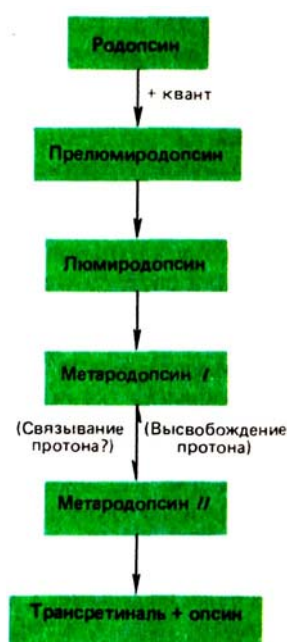 Родопсин
+ квант
Прелюмиродопсин
Люмиродопсин
Метародопсин I
(Связывание
протона?)
(Высвобождение
протона)
Метародопсин II
Трансретиналь + опсин